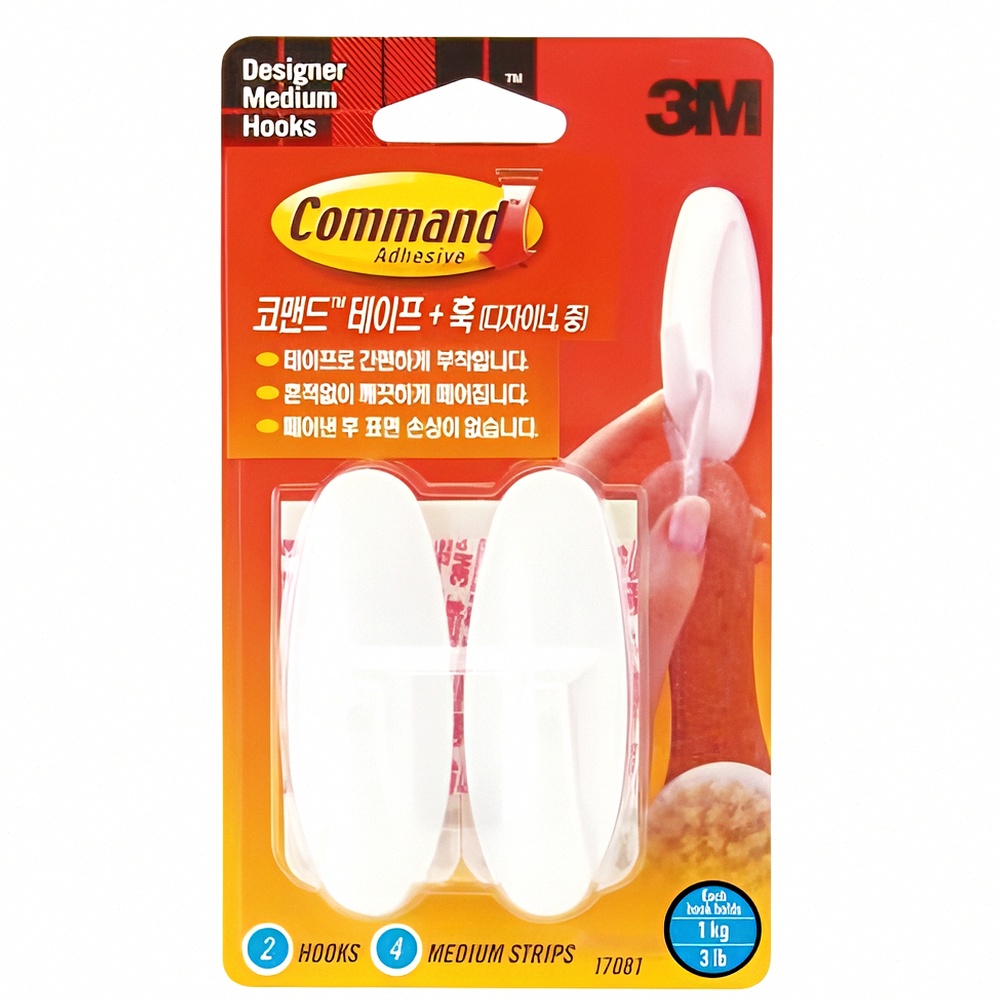 Designer
Medium
Hooks
™
3M
Command
Adhesive
코맨드™ 테이프 + 훅 (디자이너, 중)
테이프로 간편하게 부착합니다.
흔적없이 깨끗하게 떼어집니다.
떼어낸 후 표면 손상이 없습니다.
3M
2 HOOKS 4 MEDIUM STRIPS 17081
Each
hook holds
1 kg
3 lb